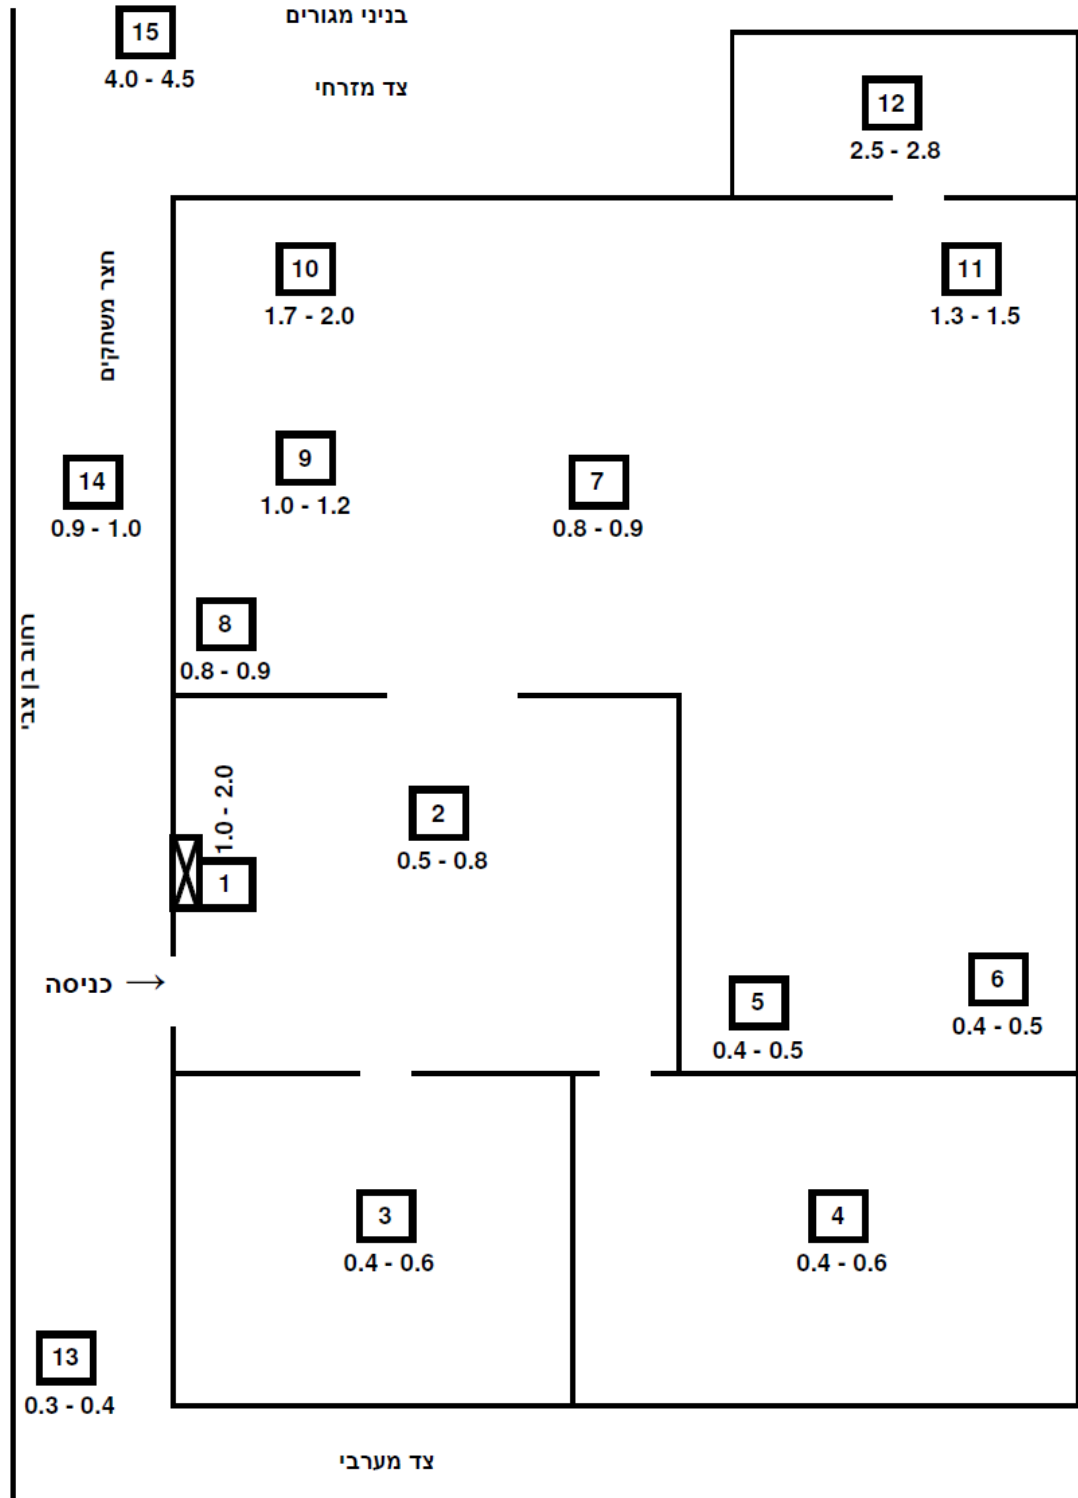 בניני מגורים
15
4.0 - 4.5
צד מזרחי
12
2.5 - 2.8
חצר משחקים
10
1.7 - 2.0
11
1.3 - 1.5
9
1.0 - 1.2
7
0.8 - 0.9
14
0.9 - 1.0
8
0.8 - 0.9
רחוב בן צבי
1.0 - 2.0
1
2
0.5 - 0.8
כניסה →
5
0.4 - 0.5
6
0.4 - 0.5
3
0.4 - 0.6
4
0.4 - 0.6
13
0.3 - 0.4
צד מערבי